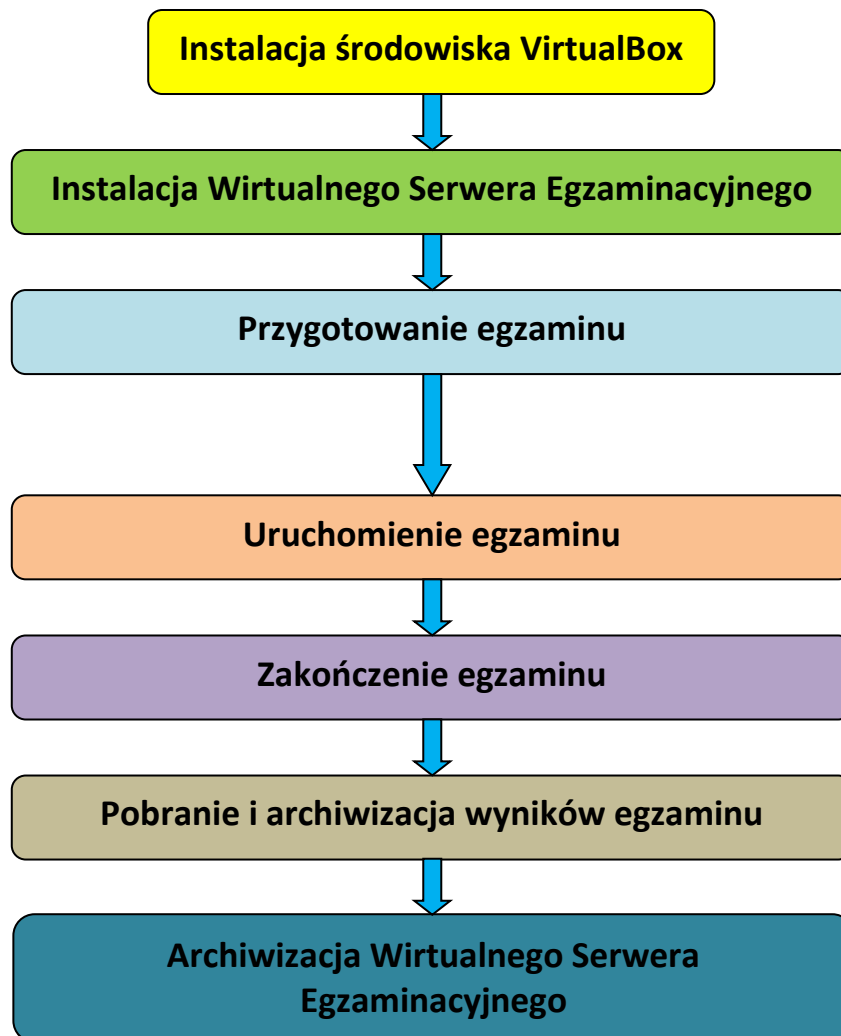 Instalacja środowiska VirtualBox
Instalacja Wirtualnego Serwera Egzaminacyjnego
Przygotowanie egzaminu
Uruchomienie egzaminu
Zakończenie egzaminu
Pobranie i archiwizacja wyników egzaminu
Archiwizacja Wirtualnego Serwera
Egzaminacyjnego